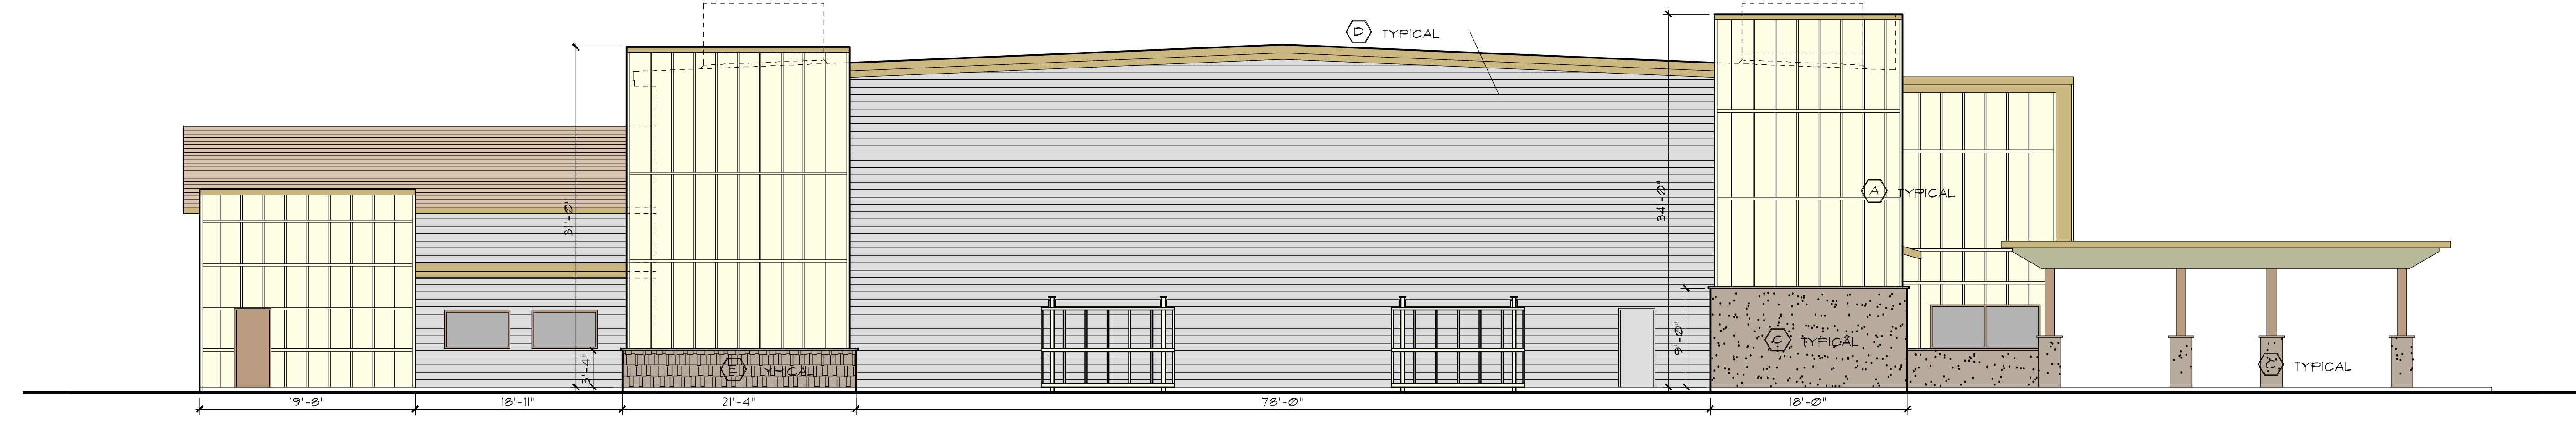 D TYPICAL
31'-0"
34'-0"
A TYPICAL
9'-0"
C TYPICAL
3'-4"
E TYPICAL
C TYPICAL
19'-8"
18'-11"
21'-4"
78'-0"
18'-0"